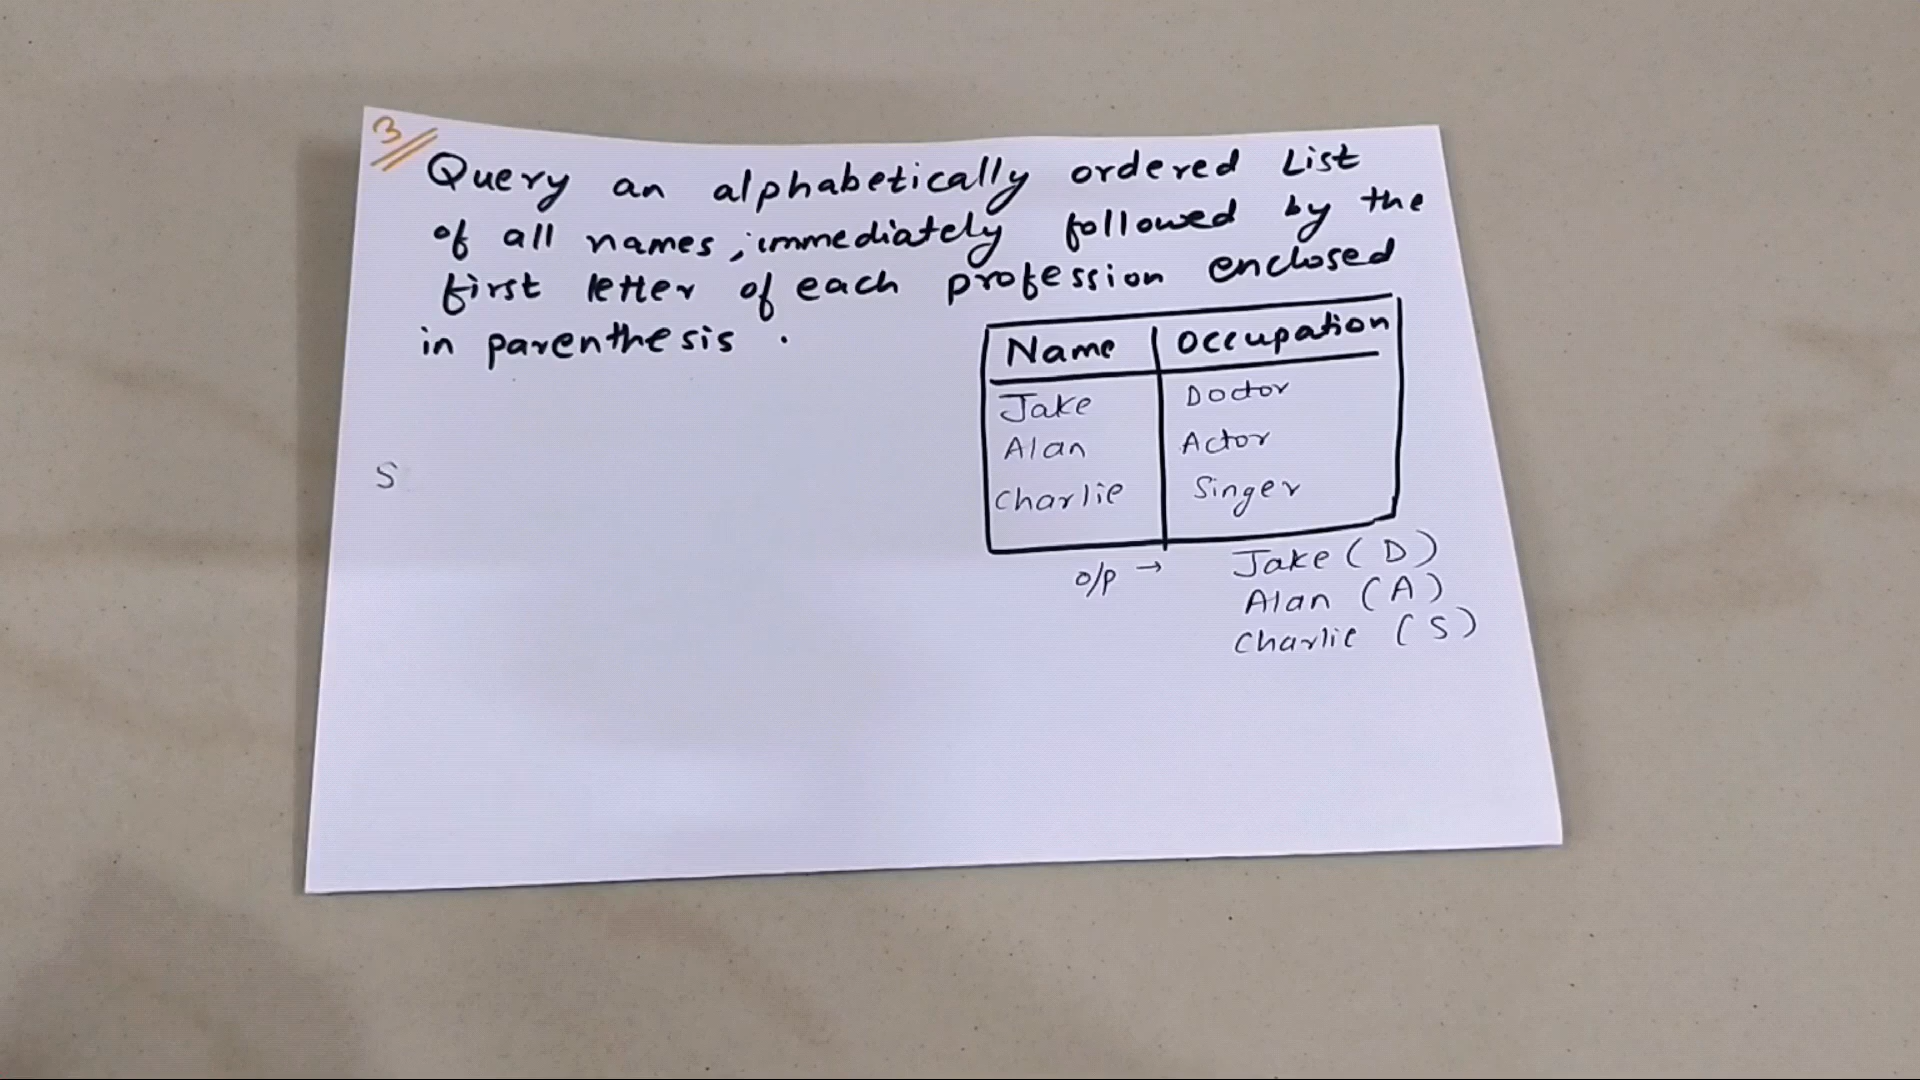 3
Query an alphabetically ordered List
of all names, immediately followed by the
first letter of each profession enclosed
in parenthesis .
Name | Occupation
Jake Doctor
Alan Actor
Charlie Singer
S
o/p → Jake ( D )
Alan ( A )
Charlie ( S )